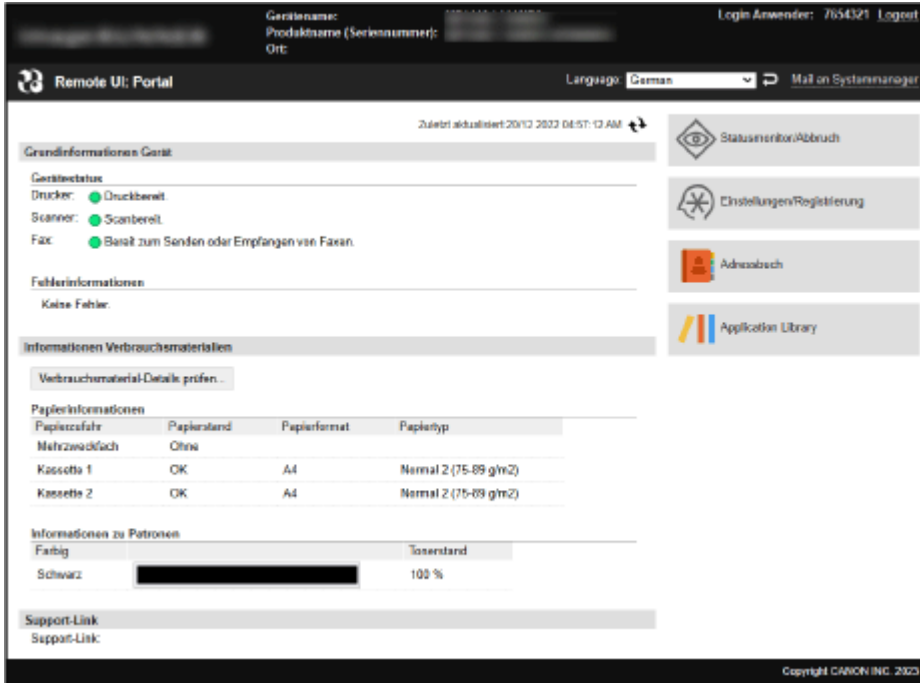 Gerätename:
Produktname (Seriennummer):
Ort:
Login Anwender: 7654321 Logout
Remote UI: Portal
Language: German
Mail an Systemmanager
Zuletzt aktualisiert:20/12 2022 04:57:12 AM
Grundinformationen Gerät
Gerätestatus
Drucker: Druckbereit.
Scanner: Scanbereit.
Fax: Bereit zum Senden oder Empfangen von Faxen.
Fehlerinformationen
Keine Fehler.
Informationen Verbrauchsmaterialien
Verbrauchsmaterial-Details prüfen...
Papierinformationen
Papierzufuhr Papierstand Papierformat Papiertyp
Mehrzweckfach Ohne
Kassette 1 OK A4 Normal 2 (75-89 g/m2)
Kassette 2 OK A4 Normal 2 (75-89 g/m2)
Informationen zu Patronen
Farbig Tonerstand
Schwarz 100 %
Support-Link
Support-Link:
Statusmonitor/Abbruch
Einstellungen/Registrierung
Adressbuch
Application Library
Copyright CANON INC. 2023